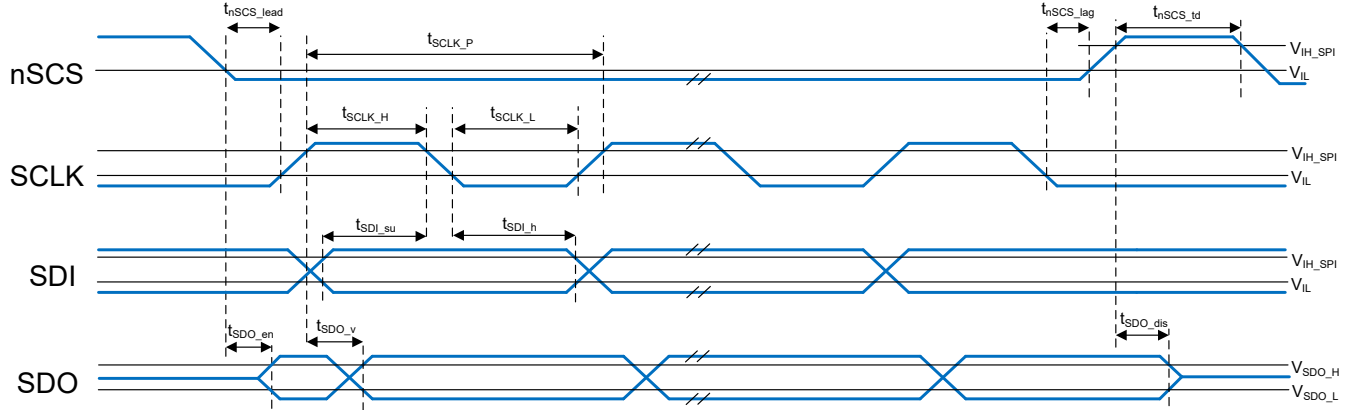 tnSCS_lead
tnSCS_lag
tnSCS_td
tSCLK_P
VIH_SPI
nSCS
VIL
tSCLK_H
tSCLK_L
VIH_SPI
SCLK
VIL
tSDI_su
tSDI_h
VIH_SPI
SDI
VIL
tSDO_en
tSDO_v
tSDO_dis
VSDO_H
SDO
VSDO_L